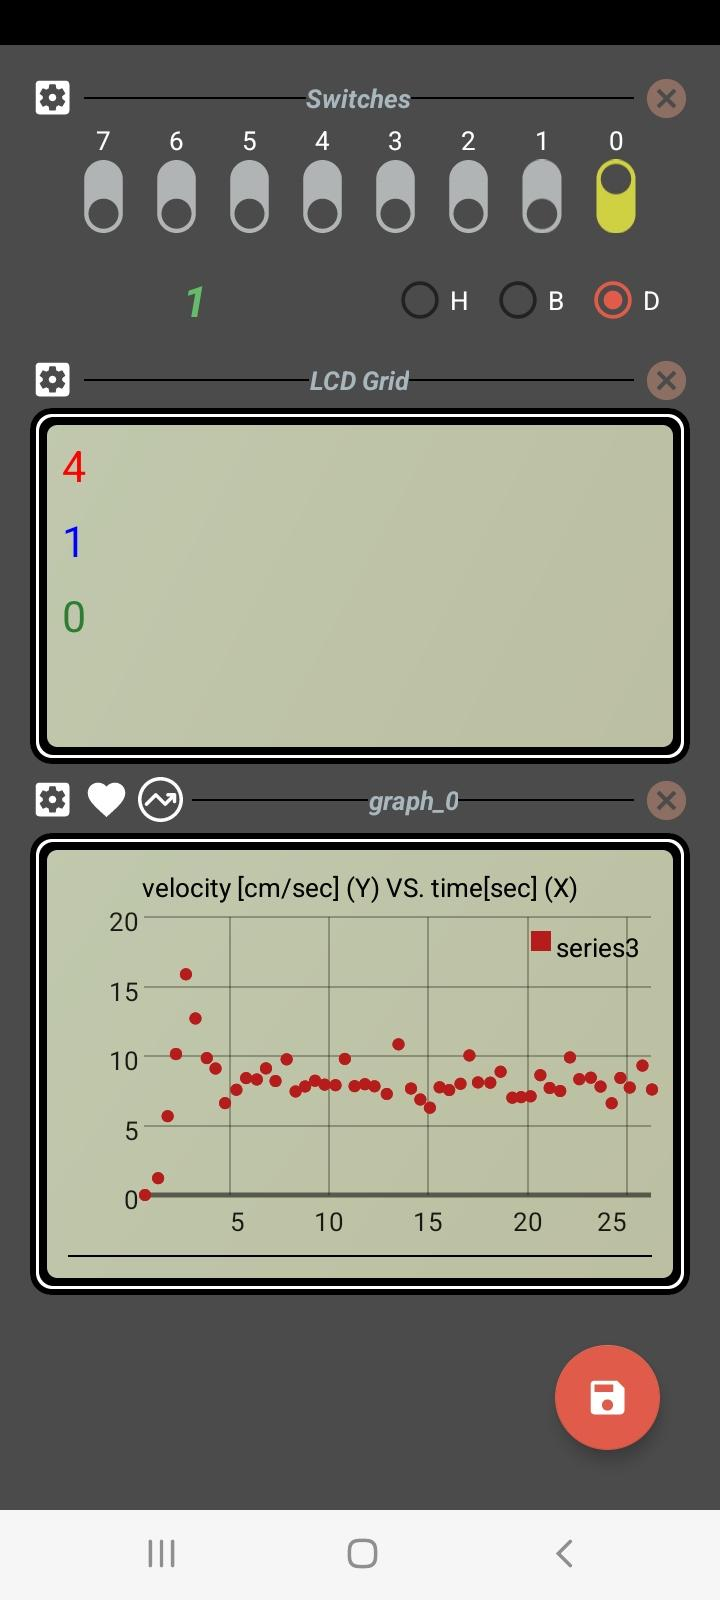 Switches
7 6 5 4 3 2 1 0
1 H B D
LCD Grid
4
1
0
graph_0
velocity [cm/sec] (Y) VS. time[sec] (X)
20
series3
15
10
5
0
5 10 15 20 25